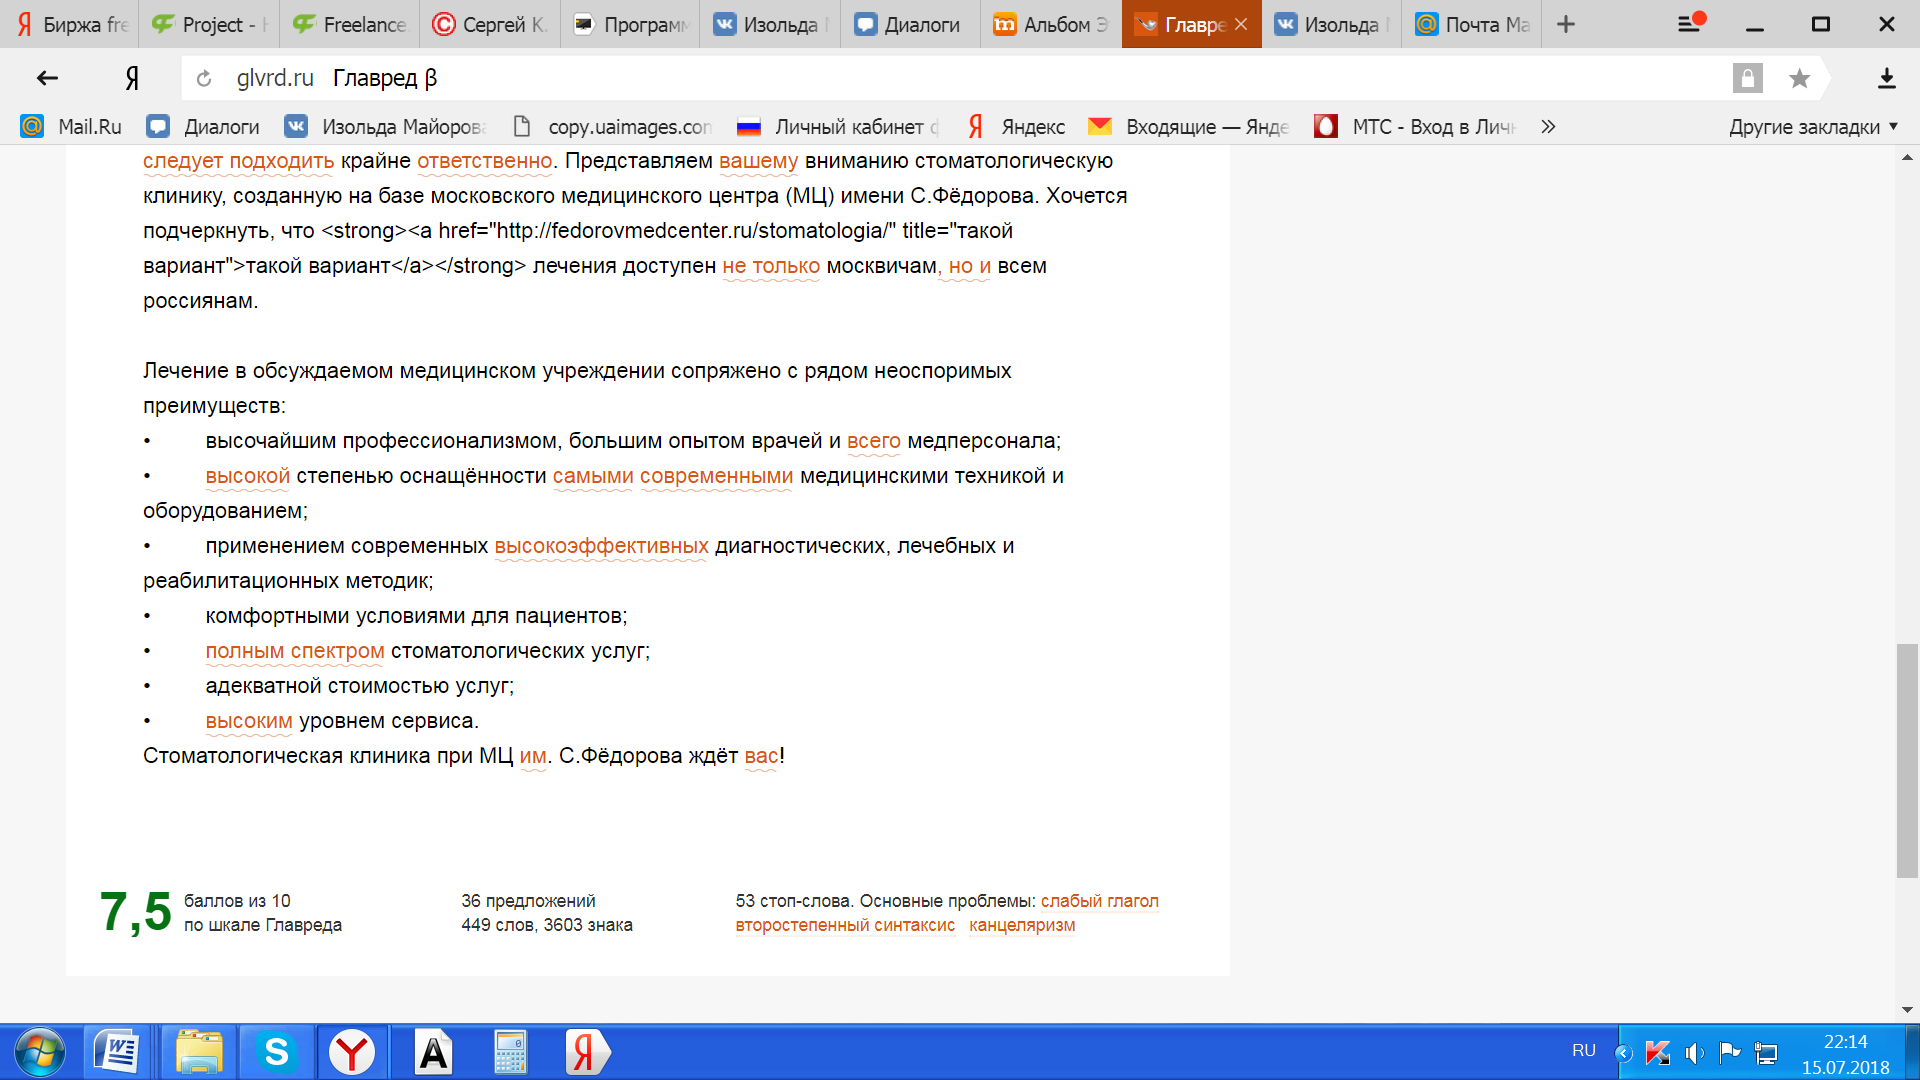 Биржа fre
Project - H
Freelance.
Сергей К.
Програм
Изольда
Диалоги
Альбом Э
Главре
Изольда
Почта Ма
glvrd.ru Главред β
Mail.Ru
Диалоги
Изольда Майорова
copy.uaimages.com
Личный кабинет
Яндекс
Входящие — Янде
МТС - Вход в Личн
Другие закладки
следует подходить крайне ответственно. Представляем вашему вниманию стоматологическую
клинику, созданную на базе московского медицинского центра (МЦ) имени С.Фёдорова. Хочется
подчеркнуть, что <strong><a href="http://fedorovmedcenter.ru/stomatologia/" title="такой
вариант">такой вариант</a></strong> лечения доступен не только москвичам, но и всем
россиянам.
Лечение в обсуждаемом медицинском учреждении сопряжено с рядом неоспоримых
преимуществ:
• высочайшим профессионализмом, большим опытом врачей и всего медперсонала;
• высокой степенью оснащённости самыми современными медицинскими техникой и
оборудованием;
• применением современных высокоэффективных диагностических, лечебных и
реабилитационных методик;
• комфортными условиями для пациентов;
• полным спектром стоматологических услуг;
• адекватной стоимостью услуг;
• высоким уровнем сервиса.
Стоматологическая клиника при МЦ им. С.Фёдорова ждёт вас!
7,5 баллов из 10
по шкале Главреда
36 предложений
449 слов, 3603 знака
53 стоп-слова. Основные проблемы: слабый глагол
второстепенный синтаксис канцеляризм
RU
22:14
15.07.2018